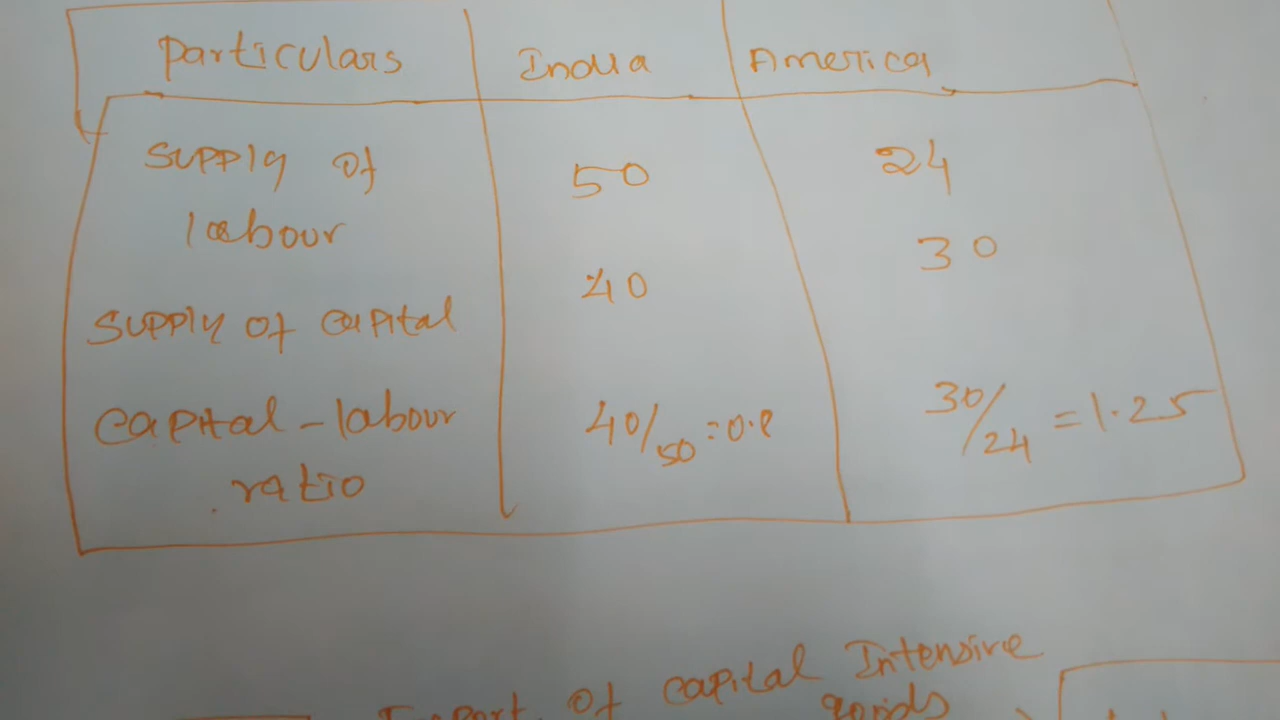 Particulars India America
Supply of labour 50 24
Supply of capital 40 30
Capital-labour ratio 40/50 = 0.8 30/24 = 1.25
Import of capital Intensive goods